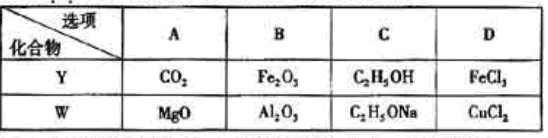 选项 A B C D
化合物
Y CO₂ Fe₂O₃ C₂H₅OH FeCl₃
W MgO Al₂O₃ C₂H₅ONa CuCl₂